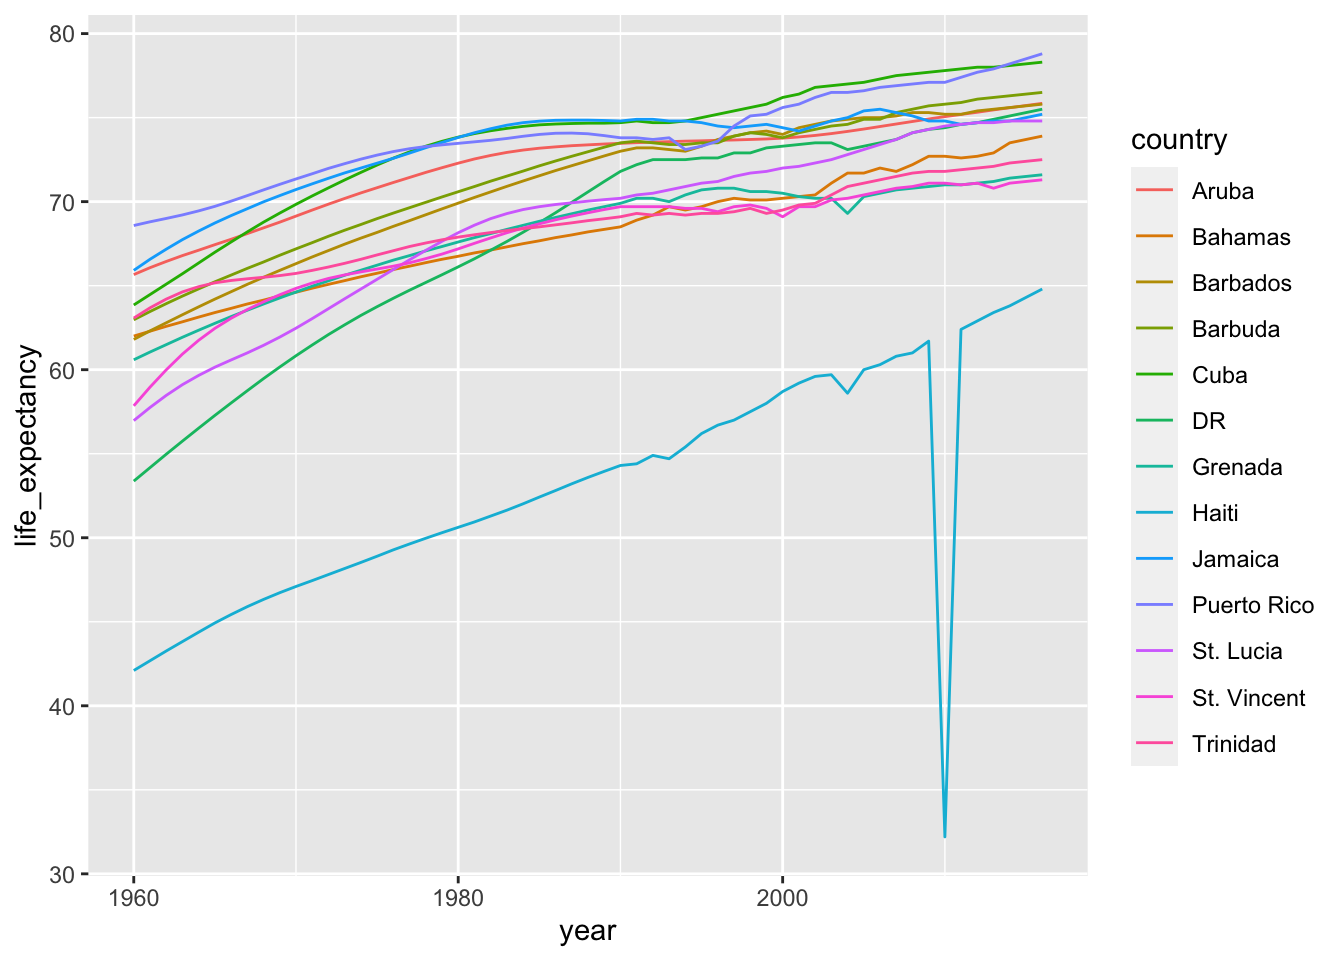 80
70
60
50
40
30
life_expectancy
1960
1980
2000
year
country
Aruba
Bahamas
Barbados
Barbuda
Cuba
DR
Grenada
Haiti
Jamaica
Puerto Rico
St. Lucia
St. Vincent
Trinidad